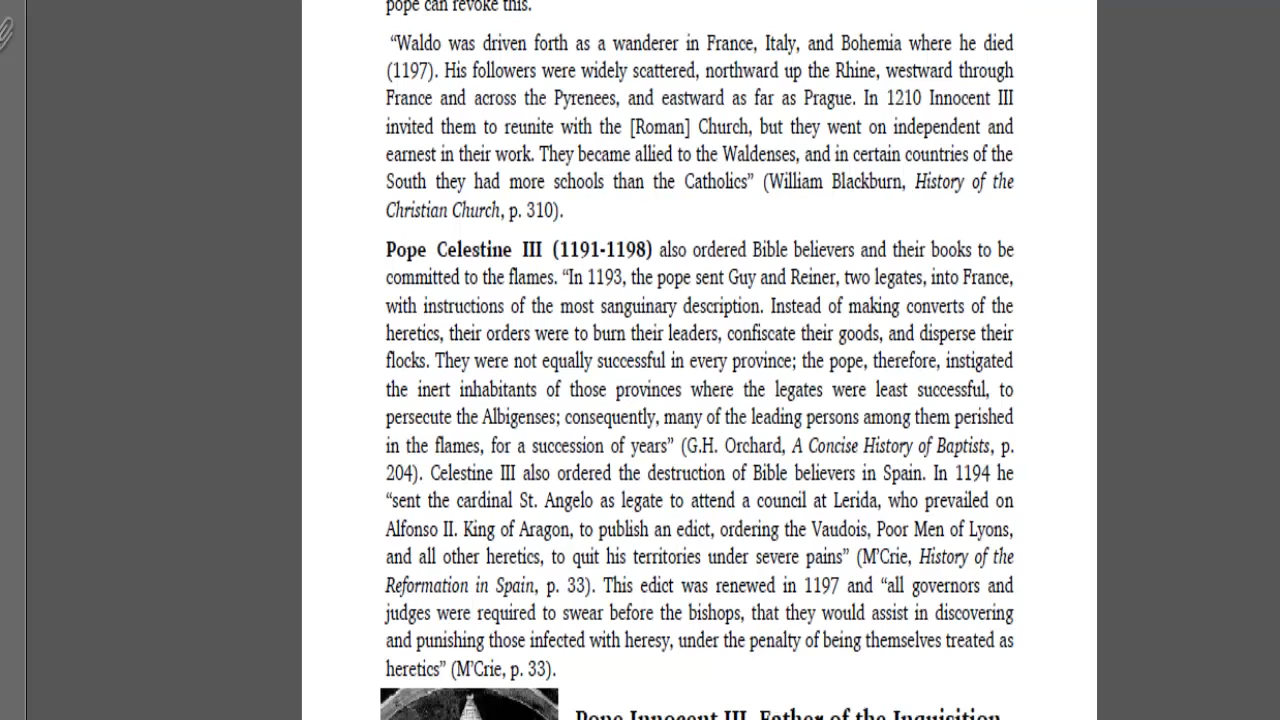 pope can revoke this.
“Waldo was driven forth as a wanderer in France, Italy, and Bohemia where he died
(1197). His followers were widely scattered, northward up the Rhine, westward through
France and across the Pyrenees, and eastward as far as Prague. In 1210 Innocent III
invited them to reunite with the [Roman] Church, but they went on independent and
earnest in their work. They became allied to the Waldenses, and in certain countries of the
South they had more schools than the Catholics” (William Blackburn, History of the
Christian Church, p. 310).
Pope Celestine III (1191-1198) also ordered Bible believers and their books to be
committed to the flames. “In 1193, the pope sent Guy and Reiner, two legates, into France,
with instructions of the most sanguinary description. Instead of making converts of the
heretics, their orders were to burn their leaders, confiscate their goods, and disperse their
flocks. They were not equally successful in every province; the pope, therefore, instigated
the inert inhabitants of those provinces where the legates were least successful, to
persecute the Albigenses; consequently, many of the leading persons among them perished
in the flames, for a succession of years” (G.H. Orchard, A Concise History of Baptists, p.
204). Celestine III also ordered the destruction of Bible believers in Spain. In 1194 he
“sent the cardinal St. Angelo as legate to attend a council at Lerida, who prevailed on
Alfonso II. King of Aragon, to publish an edict, ordering the Vaudois, Poor Men of Lyons,
and all other heretics, to quit his territories under severe pains” (M’Crie, History of the
Reformation in Spain, p. 33). This edict was renewed in 1197 and “all governors and
judges were required to swear before the bishops, that they would assist in discovering
and punishing those infected with heresy, under the penalty of being themselves treated as
heretics” (M’Crie, p. 33).
Pope Innocent III, Father of the Inquisition